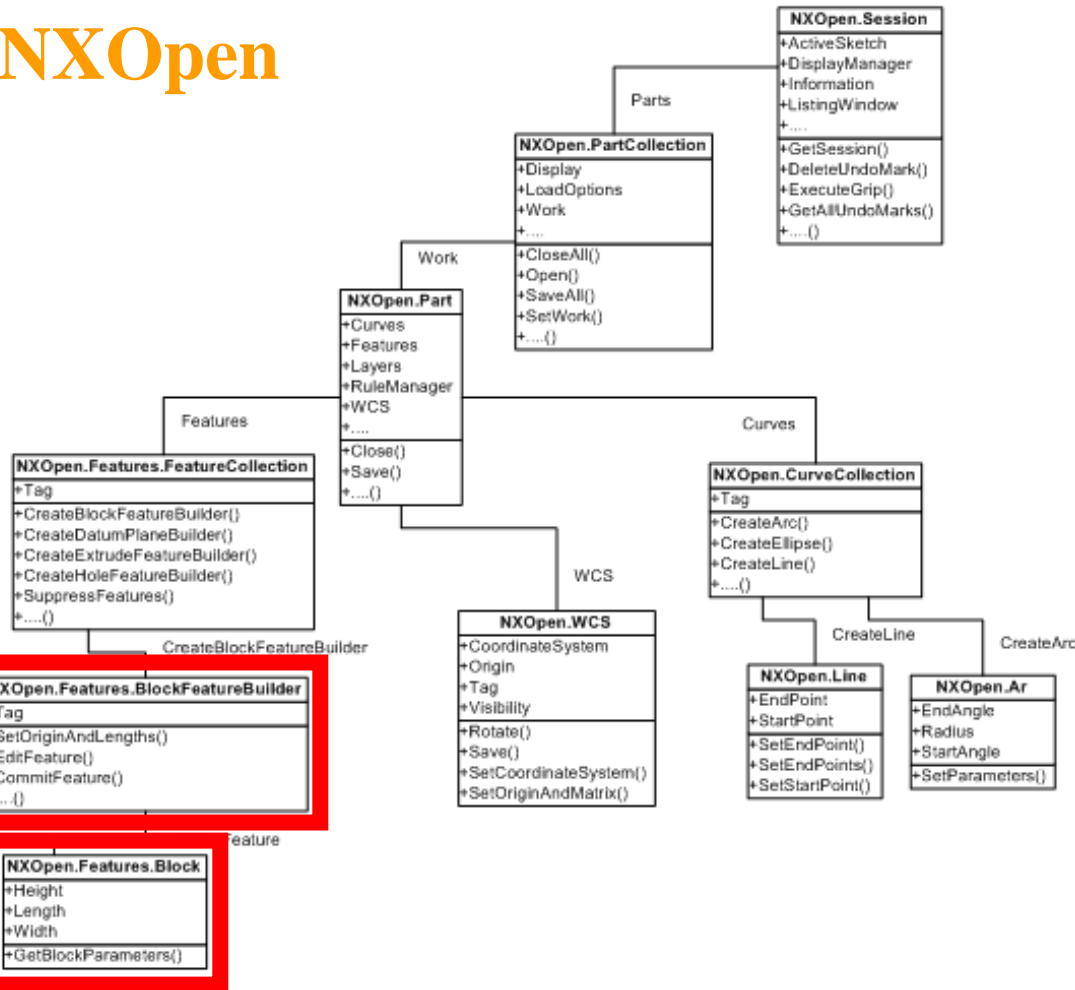 NXOpen
NXOpen.Session
+ActiveSketch
+DisplayManager
+Information
+ListingWindow
+....
+GetSession()
+DeleteUndoMark()
+ExecuteGrip()
+GetAllUndoMarks()
+....()
Parts
NXOpen.PartCollection
+Display
+LoadOptions
+Work
+....
+CloseAll()
+Open()
+SaveAll()
+SetWork()
+....()
Work
NXOpen.Part
+Curves
+Features
+Layers
+RuleManager
+WCS
+....
+Close()
+Save()
+....()
Features
Curves
NXOpen.Features.FeatureCollection
+Tag
+CreateBlockFeatureBuilder()
+CreateDatumPlaneBuilder()
+CreateExtrudeFeatureBuilder()
+CreateHoleFeatureBuilder()
+SuppressFeatures()
+....()
NXOpen.CurveCollection
+Tag
+CreateArc()
+CreateEllipse()
+CreateLine()
+....()
WCS
NXOpen.WCS
+CoordinateSystem
+Origin
+Tag
+Visibility
+Rotate()
+Save()
+SetCoordinateSystem()
+SetOriginAndMatrix()
CreateLine
CreateArc
NXOpen.Line
+EndPoint
+StartPoint
+SetEndPoint()
+SetEndPoints()
+SetStartPoint()
NXOpen.Ar
+EndAngle
+Radius
+StartAngle
+SetParameters()
CreateBlockFeatureBuilder
XOpen.Features.BlockFeatureBuilder
Tag
SetOriginAndLengths()
EditFeature()
CommitFeature()
...()
Feature
NXOpen.Features.Block
+Height
+Length
+Width
+GetBlockParameters()